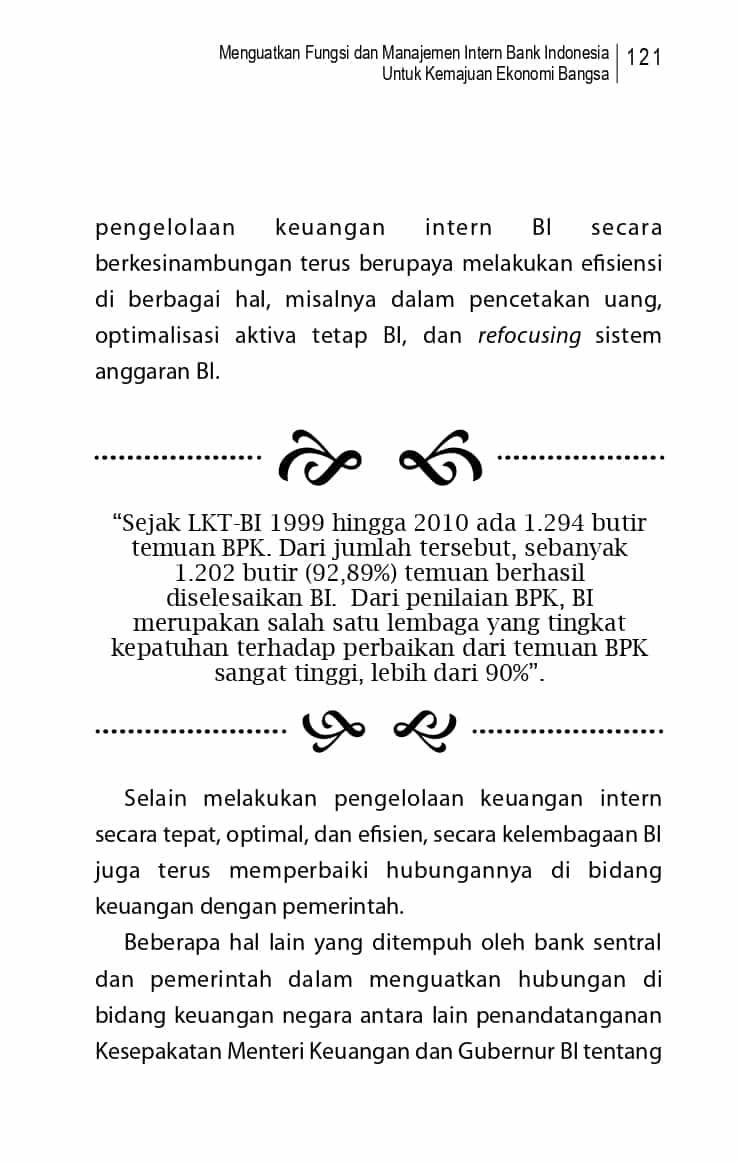 Menguatkan Fungsi dan Manajemen Intern Bank Indonesia 121
Untuk Kemajuan Ekonomi Bangsa
pengelolaan keuangan intern BI secara
berkesinambungan terus berupaya melakukan efisiensi
di berbagai hal, misalnya dalam pencetakan uang,
optimalisasi aktiva tetap BI, dan refocusing sistem
anggaran BI.
“Sejak LKT-BI 1999 hingga 2010 ada 1.294 butir
temuan BPK. Dari jumlah tersebut, sebanyak
1.202 butir (92,89%) temuan berhasil
diselesaikan BI. Dari penilaian BPK, BI
merupakan salah satu lembaga yang tingkat
kepatuhan terhadap perbaikan dari temuan BPK
sangat tinggi, lebih dari 90%”.
Selain melakukan pengelolaan keuangan intern
secara tepat, optimal, dan efisien, secara kelembagaan BI
juga terus memperbaiki hubungannya di bidang
keuangan dengan pemerintah.
Beberapa hal lain yang ditempuh oleh bank sentral
dan pemerintah dalam menguatkan hubungan di
bidang keuangan negara antara lain penandatanganan
Kesepakatan Menteri Keuangan dan Gubernur BI tentang